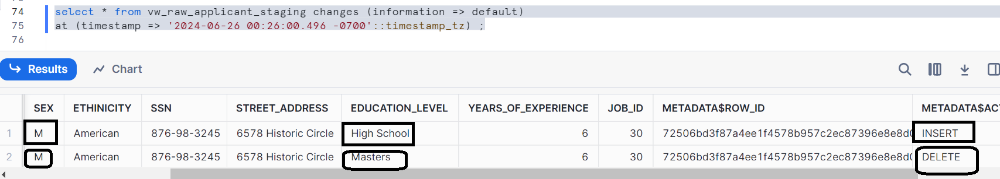 74 select * from vw_raw_applicant_staging changes (information => default)
75 at (timestamp => '2024-06-26 00:26:00.496 -0700'::timestamp_tz) ;
76
Results Chart
SEX ETHINICITY SSN STREET_ADDRESS EDUCATION_LEVEL YEARS_OF_EXPERIENCE JOB_ID METADATA$ROW_ID METADATA$AC
1 M American 876-98-3245 6578 Historic Circle High School 6 30 72506bd3f87a4ee1f4578b957c2ec87396e8e8d INSERT
2 M American 876-98-3245 6578 Historic Circle Masters 6 30 72506bd3f87a4ee1f4578b957c2ec87396e8e8d DELETE